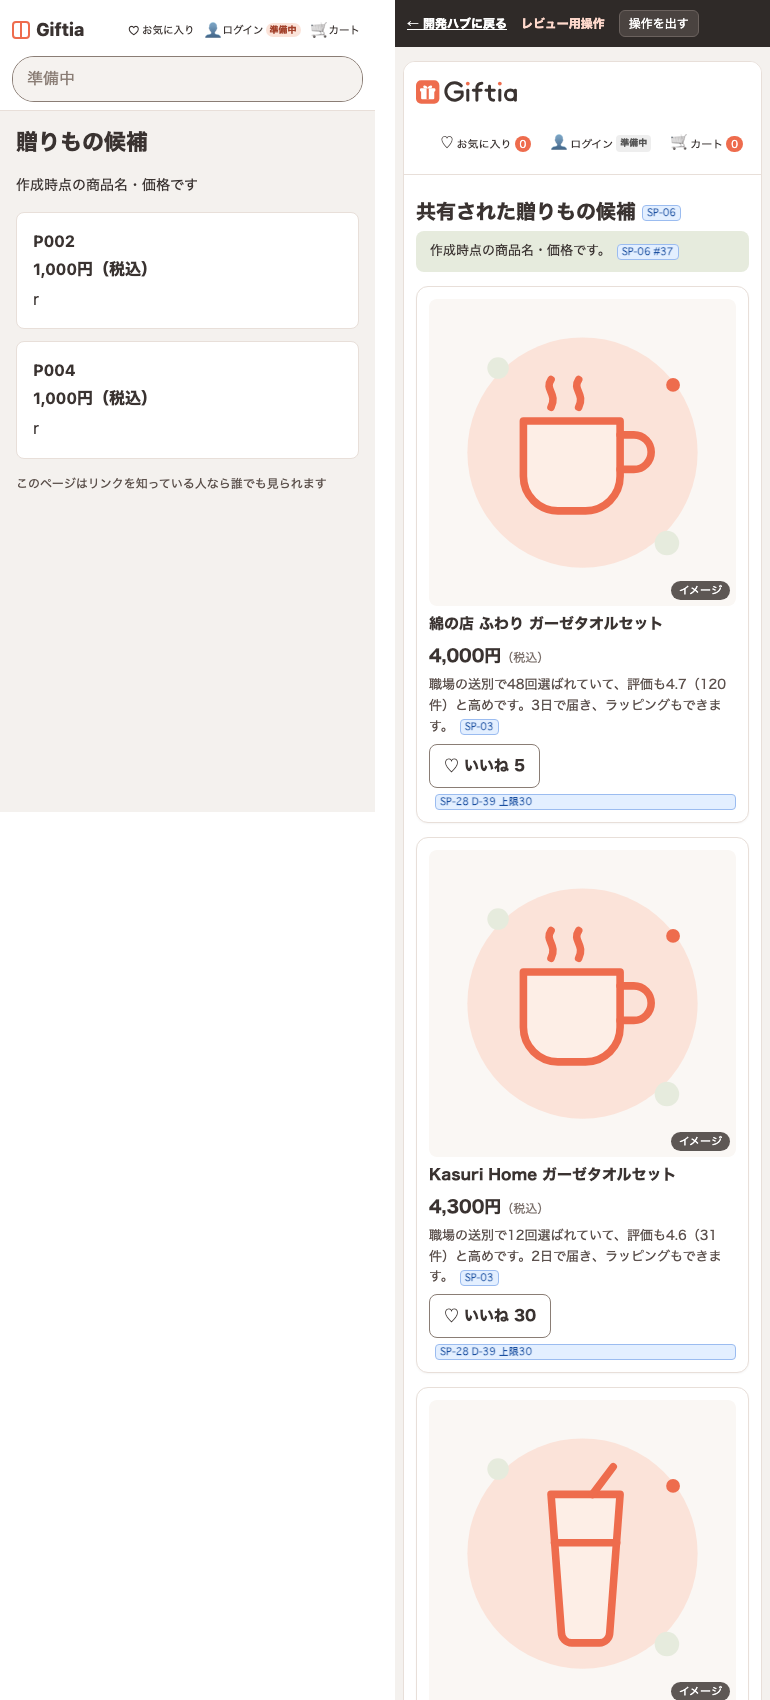 Giftia
♡ お気に入り 👤ログイン 準備中 🛒カート
準備中
贈りもの候補
作成時点の商品名・価格です
P002
1,000円（税込）
r
P004
1,000円（税込）
r
このページはリンクを知っている人なら誰でも見られます
← 開発ハブに戻る レビュー用操作 操作を出す
Giftia
♡ お気に入り 0 👤 ログイン 準備中 🛒 カート 0
共有された贈りもの候補 SP-06
作成時点の商品名・価格です。 SP-06 #37
イメージ
綿の店 ふわり ガーゼタオルセット
4,000円（税込）
職場の送別で48回選ばれていて、評価も4.7（120
件）と高めです。3日で届き、ラッピングもできま
す。 SP-03
♡ いいね 5
SP-28 D-39 上限30
イメージ
Kasuri Home ガーゼタオルセット
4,300円（税込）
職場の送別で12回選ばれていて、評価も4.6（31
件）と高めです。2日で届き、ラッピングもできま
す。 SP-03
♡ いいね 30
SP-28 D-39 上限30
イメージ